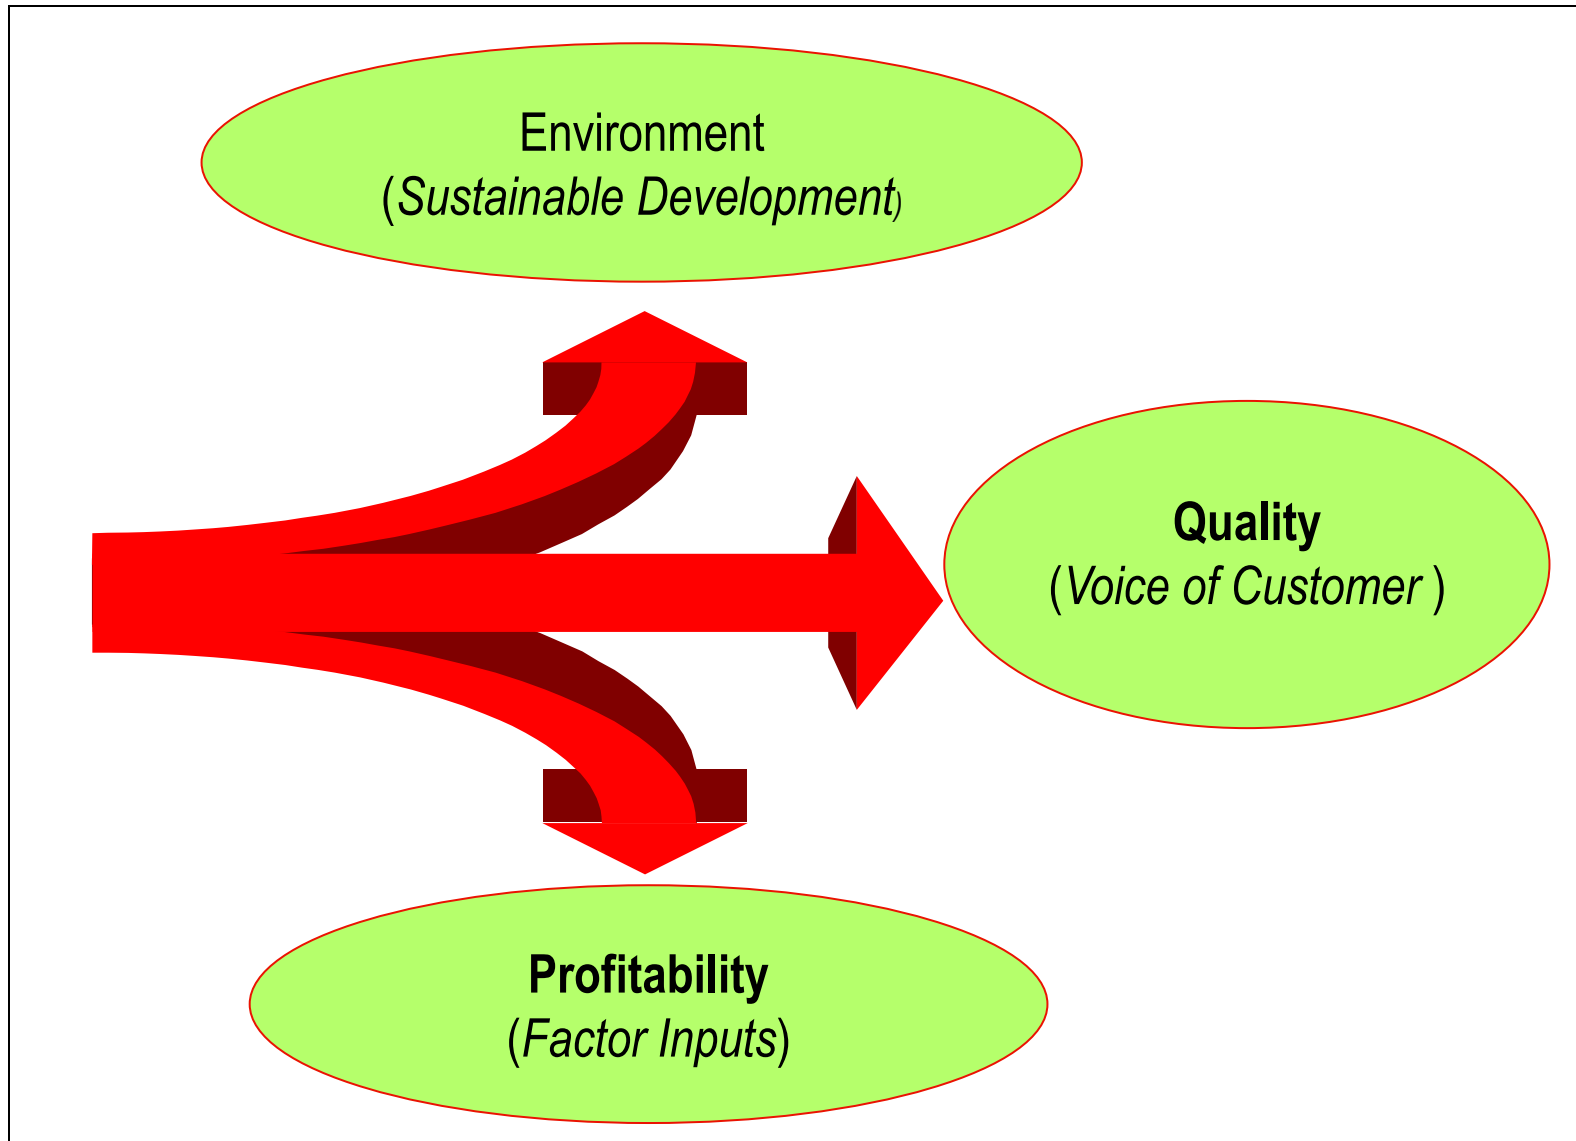 Environment
(Sustainable Development)
Quality
(Voice of Customer )
Profitability
(Factor Inputs)